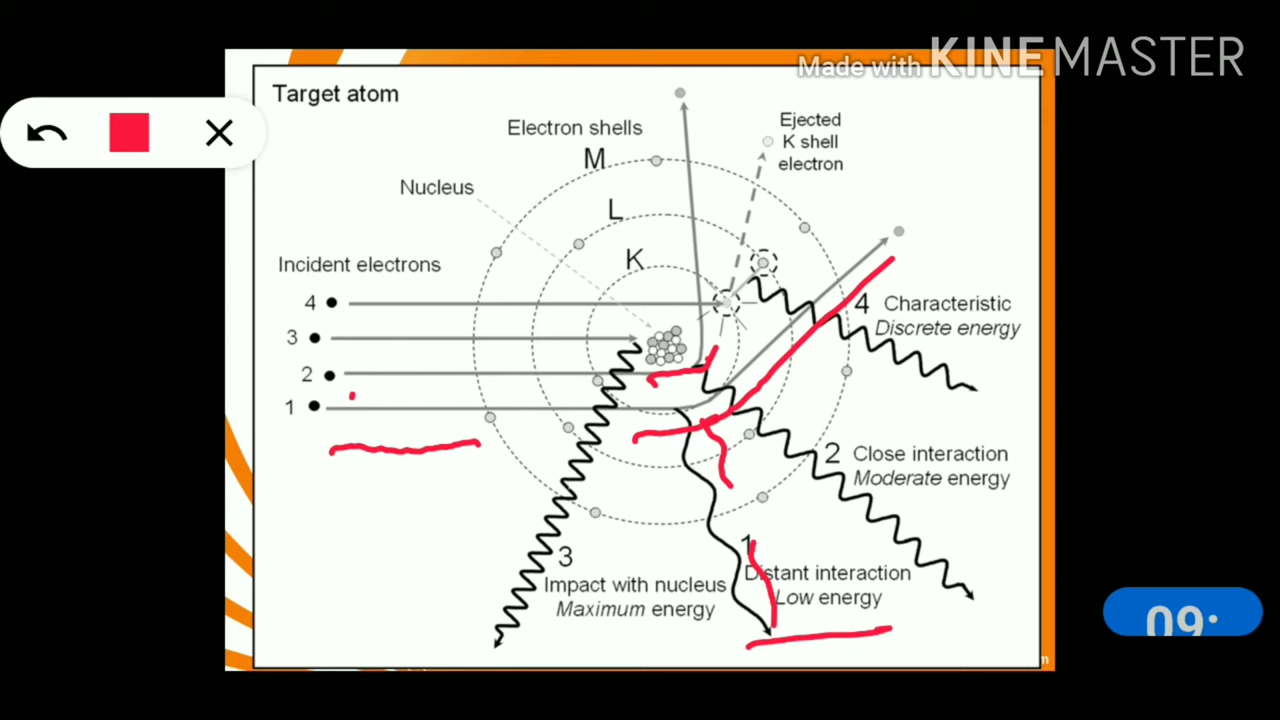 Made with KINEMASTER
Target atom
Electron shells
M
L
K
Nucleus
Ejected
K shell
electron
Incident electrons
4
3
2
1
4 Characteristic
Discrete energy
2 Close interaction
Moderate energy
1
Distant interaction
Low energy
3
Impact with nucleus
Maximum energy
09:
m